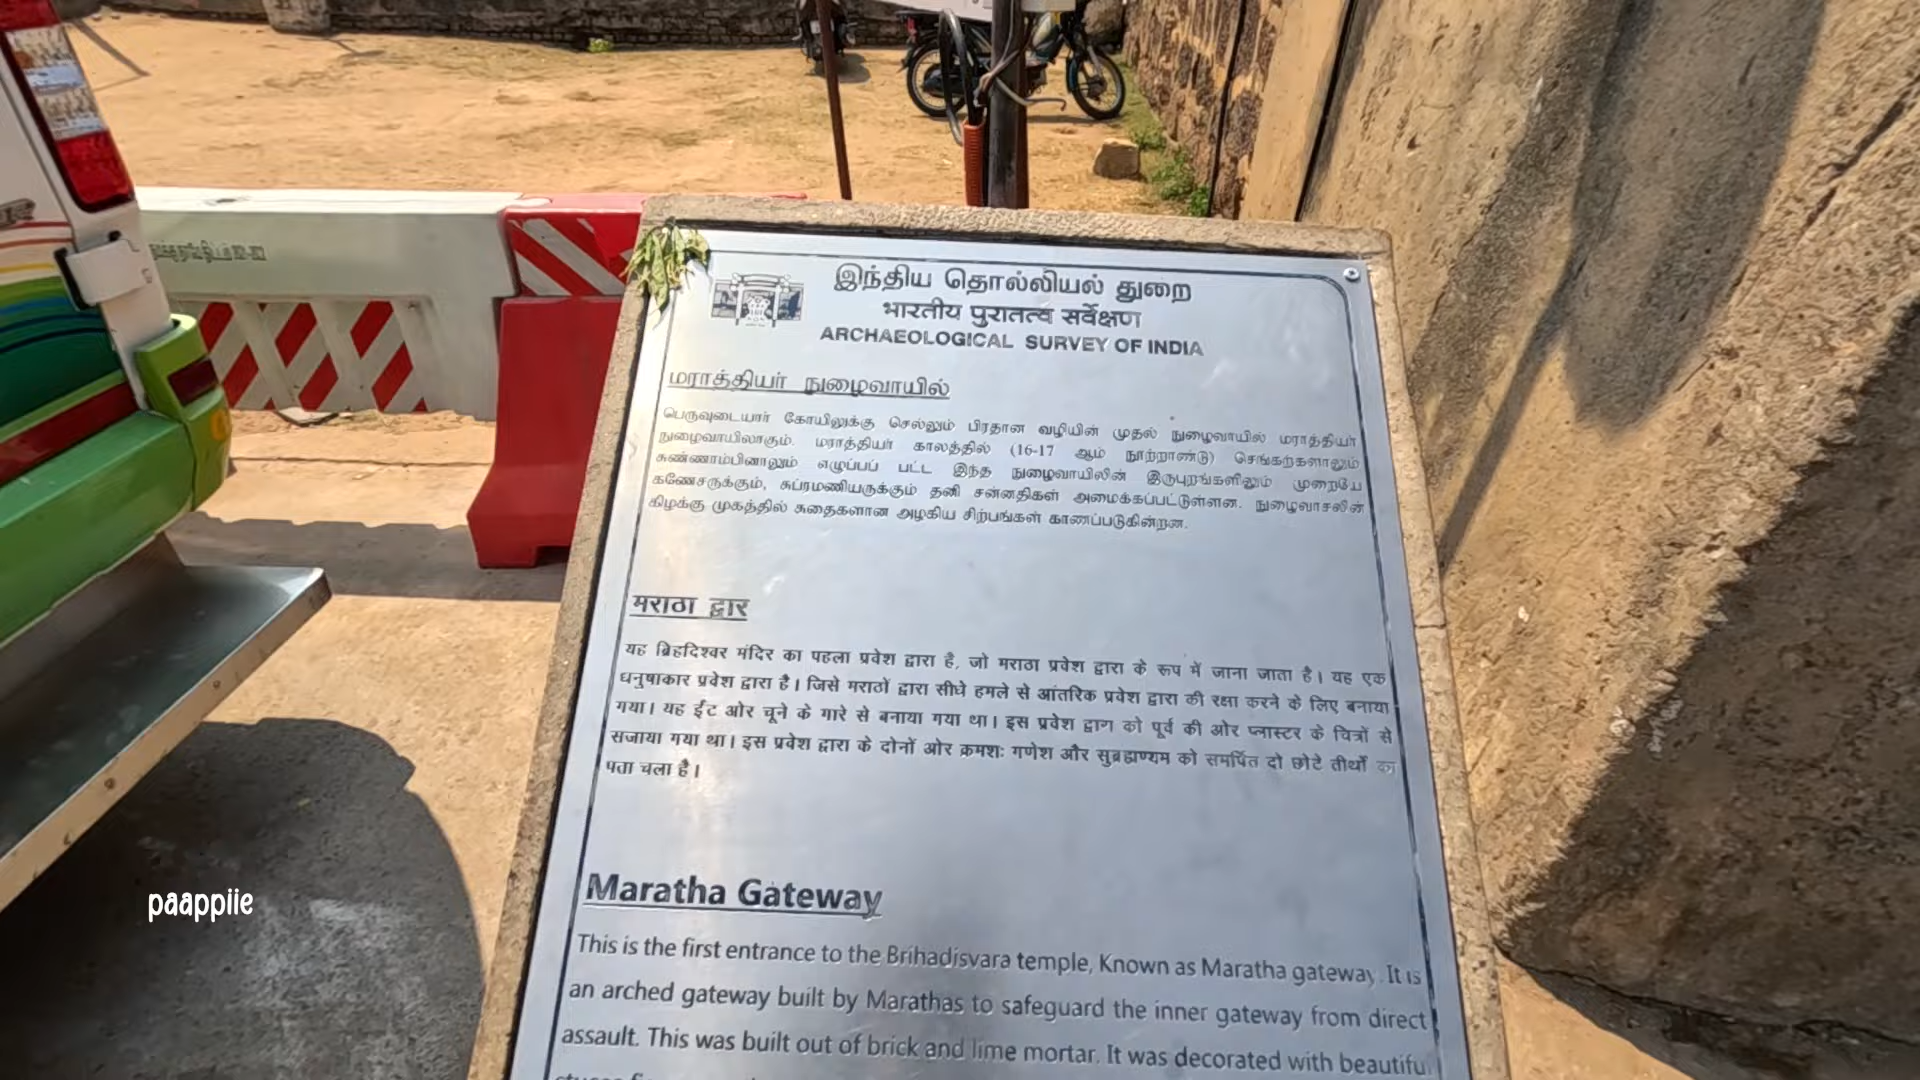 இந்திய தொல்லியல் துறை
भारतीय पुरातत्व सर्वेक्षण
ARCHAEOLOGICAL SURVEY OF INDIA
மராத்தியர் நுழைவாயில்
பெருவுடையார் கோயிலுக்கு செல்லும் பிரதான வழியின் முதல் நுழைவாயில் மராத்தியர்
நுழைவாயிலாகும். மராத்தியர் காலத்தில் (16-17 ஆம் நூற்றாண்டு) செங்கற்களாலும்
சுண்ணாம்பினாலும் எழுப்பப் பட்ட இந்த நுழைவாயிலின் இருபுறங்களிலும் முறையே
கணேசருக்கும், சுப்ரமணியருக்கும் தனி சன்னதிகள் அமைக்கப்பட்டுள்ளன. நுழைவாசலின்
கிழக்கு முகத்தில் சுதைகளான அழகிய சிற்பங்கள் காணப்படுகின்றன.
मराठा द्वार
यह ब्रिहदिश्वर मंदिर का पहला प्रवेश द्वारा है, जो मराठा प्रवेश द्वारा के रूप में जाना जाता है। यह एक
धनुषाकार प्रवेश द्वारा है। जिसे मराठों द्वारा सीधे हमले से आंतरिक प्रवेश द्वारा की रक्षा करने के लिए बनाया
गया। यह ईंट ओर चूने के गारे से बनाया गया था। इस प्रवेश द्वारा को पूर्व की ओर प्लास्टर के चित्रों से
सजाया गया था। इस प्रवेश द्वारा के दोनों ओर क्रमशः गणेश और सुब्रह्मण्यम को समर्पित दो छोटे तीर्थों का
पता चला है।
Maratha Gateway
This is the first entrance to the Brihadisvara temple, Known as Maratha gateway. It is
an arched gateway built by Marathas to safeguard the inner gateway from direct
assault. This was built out of brick and lime mortar. It was decorated with beautiful
paappiie